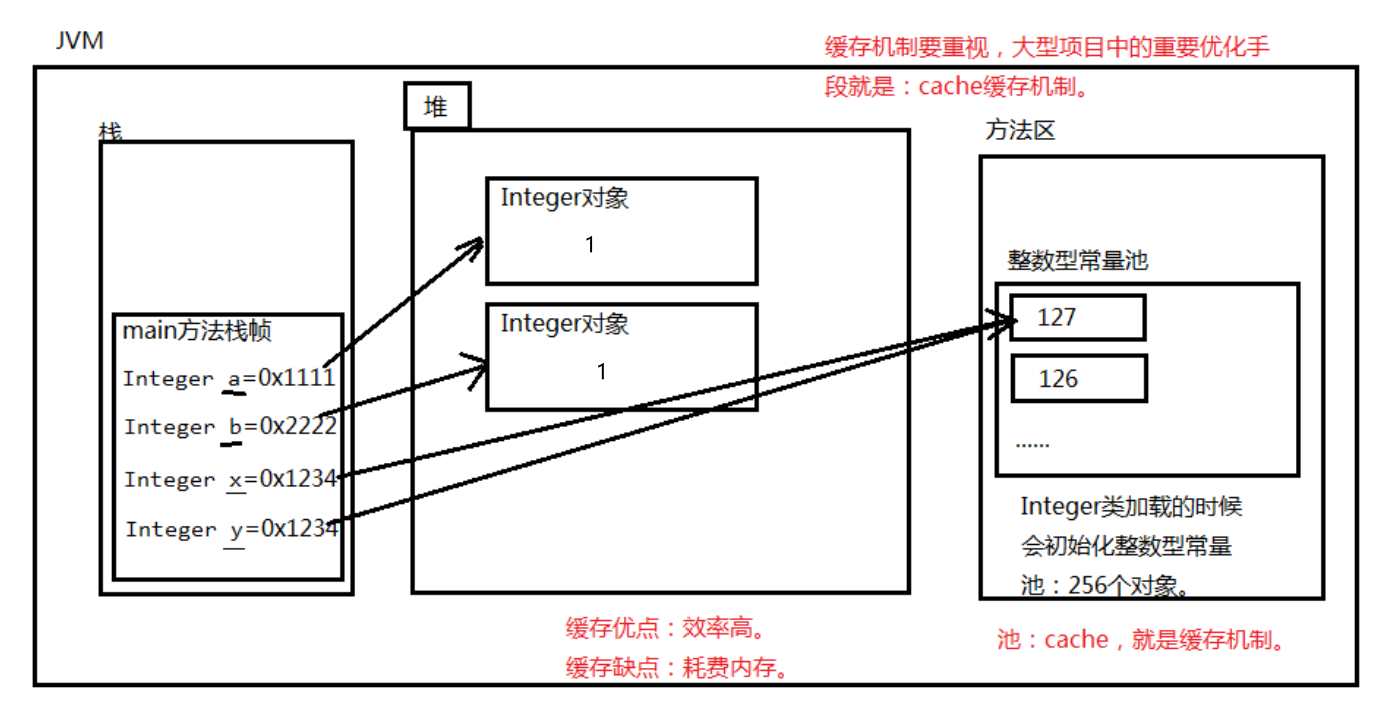 JVM
缓存机制要重视，大型项目中的重要优化手
段就是：cache缓存机制。
栈
堆
方法区
Integer对象
1
Integer对象
1
main方法栈帧
Integer a=0x1111
Integer b=0x2222
Integer x=0x1234
Integer y=0x1234
整数型常量池
127
126
......
Integer类加载的时候
会初始化整数型常量
池：256个对象。
缓存优点：效率高。
缓存缺点：耗费内存。
池：cache，就是缓存机制。